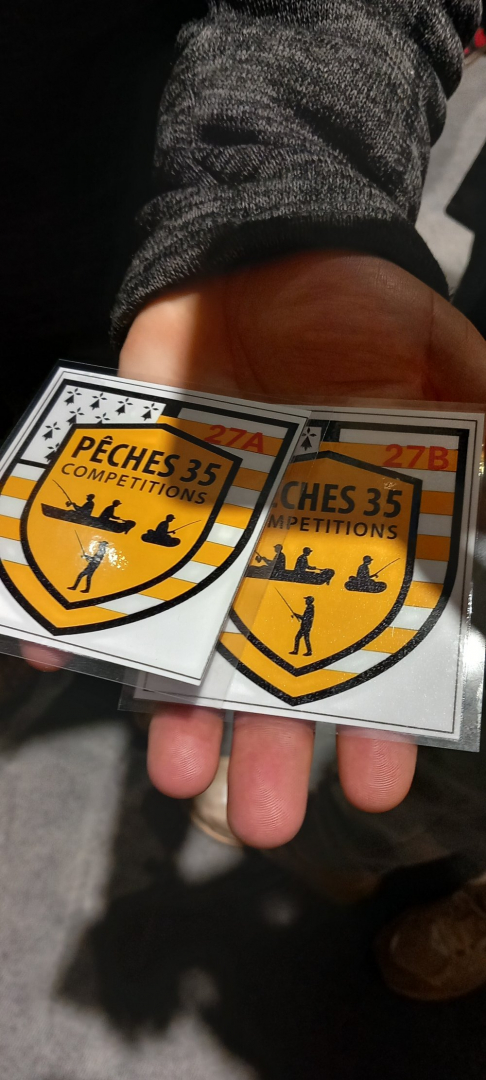 27A
PÊCHES 35
COMPETITIONS
27B
CHES 35
MPETITIONS